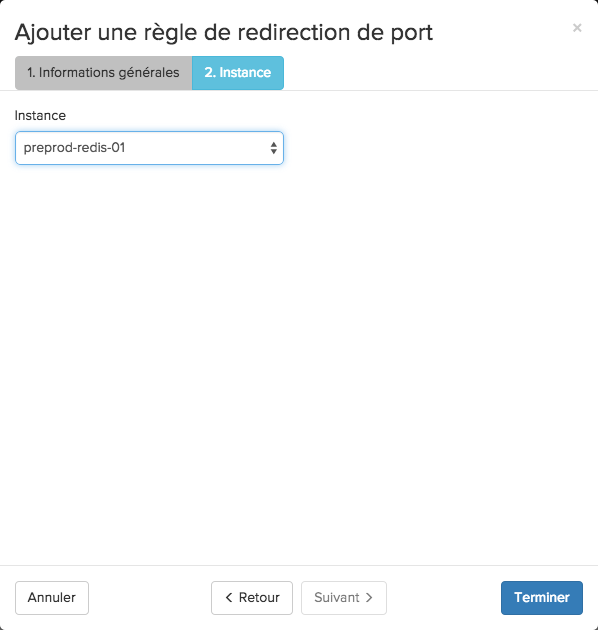 Ajouter une règle de redirection de port
×
1. Informations générales
2. Instance
Instance
preprod-redis-01
Annuler
Retour
Suivant
Terminer